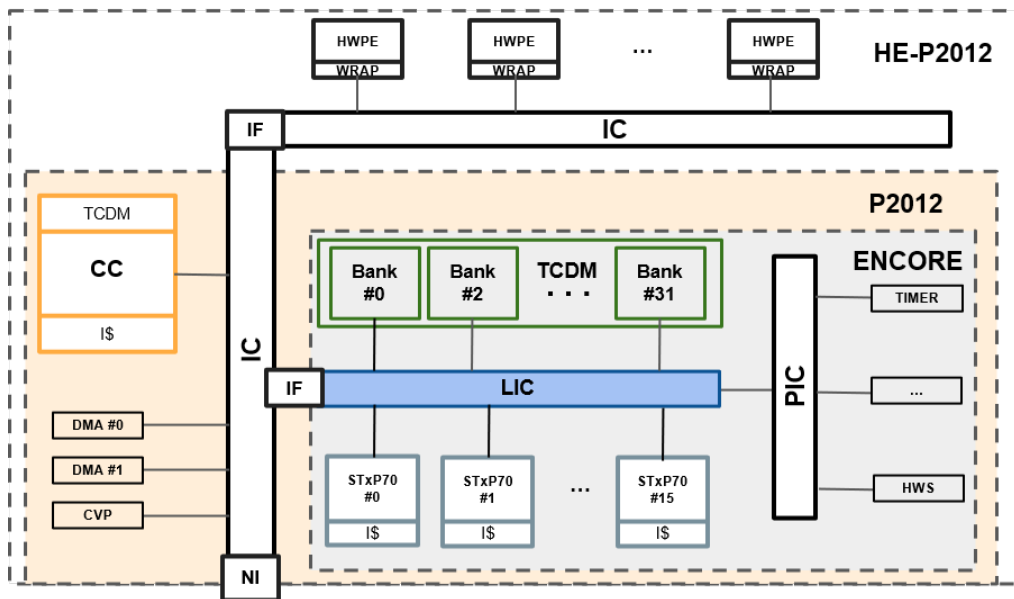 HWPE
WRAP
HWPE
WRAP
...
HWPE
WRAP
HE-P2012
IF
IC
P2012
TCDM
CC
I$
IC
ENCORE
Bank
#0
Bank
#2
TCDM
. . .
Bank
#31
TIMER
IF
LIC
PIC
...
DMA #0
DMA #1
CVP
STxP70
#0
I$
STxP70
#1
I$
...
STxP70
#15
I$
HWS
NI